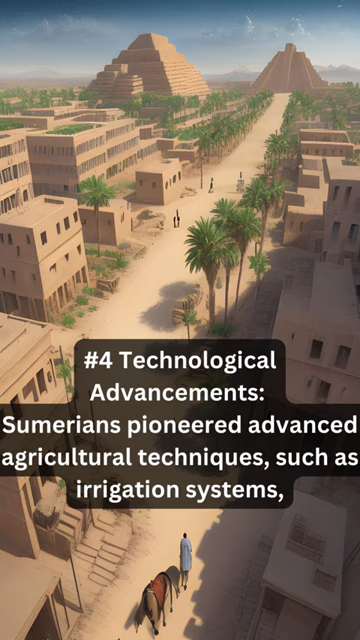 #4 Technological
Advancements:
Sumerians pioneered advanced
agricultural techniques, such as
irrigation systems,